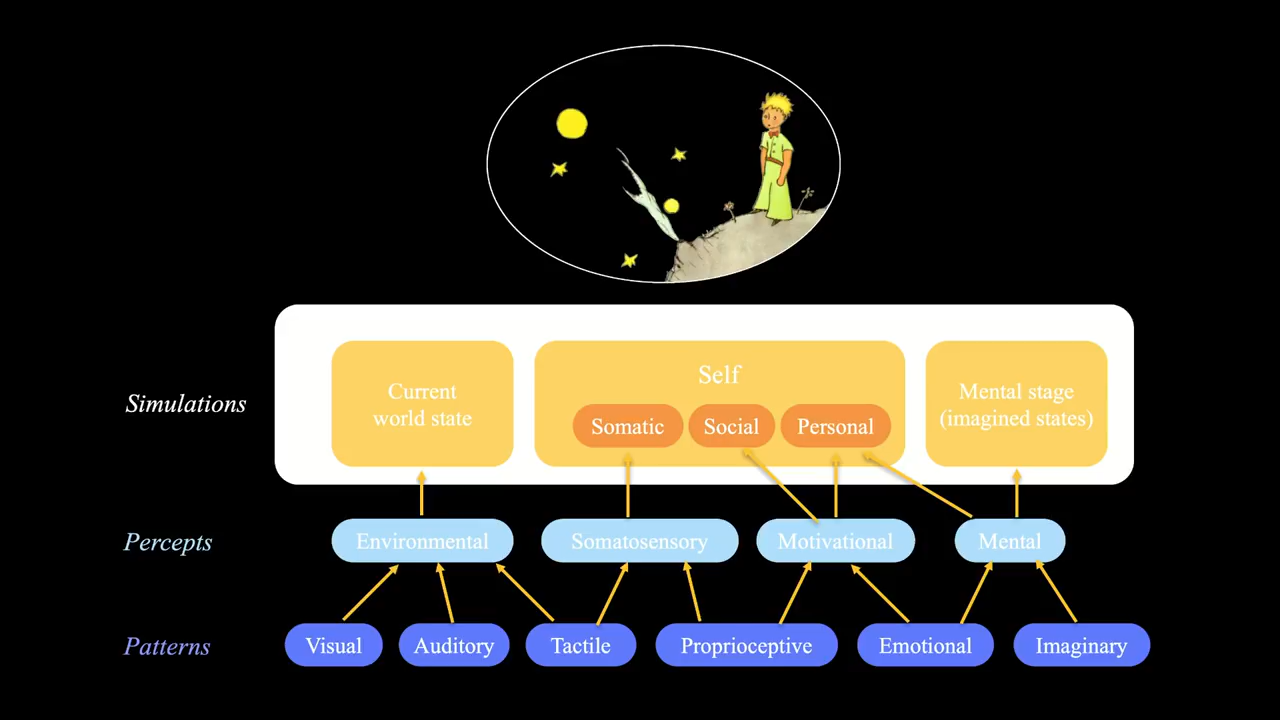 Simulations
Current
world state
Self
Somatic
Social
Personal
Mental stage
(imagined states)
Percepts
Environmental
Somatosensory
Motivational
Mental
Patterns
Visual
Auditory
Tactile
Proprioceptive
Emotional
Imaginary